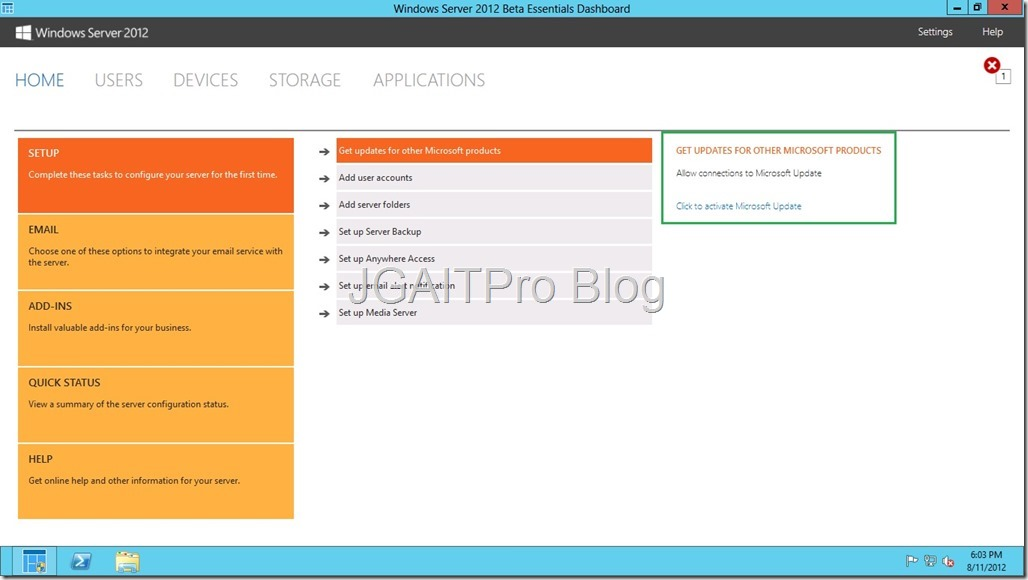 Windows Server 2012 Beta Essentials Dashboard
Windows Server 2012
Settings
Help
1
HOME
USERS
DEVICES
STORAGE
APPLICATIONS
SETUP
Complete these tasks to configure your server for the first time.
EMAIL
Choose one of these options to integrate your email service with
the server.
ADD-INS
Install valuable add-ins for your business.
QUICK STATUS
View a summary of the server configuration status.
HELP
Get online help and other information for your server.
Get updates for other Microsoft products
Add user accounts
Add server folders
Set up Server Backup
Set up Anywhere Access
Set up email alert notification
Set up Media Server
JGAITPro Blog
GET UPDATES FOR OTHER MICROSOFT PRODUCTS
Allow connections to Microsoft Update
Click to activate Microsoft Update
6:03 PM
8/11/2012